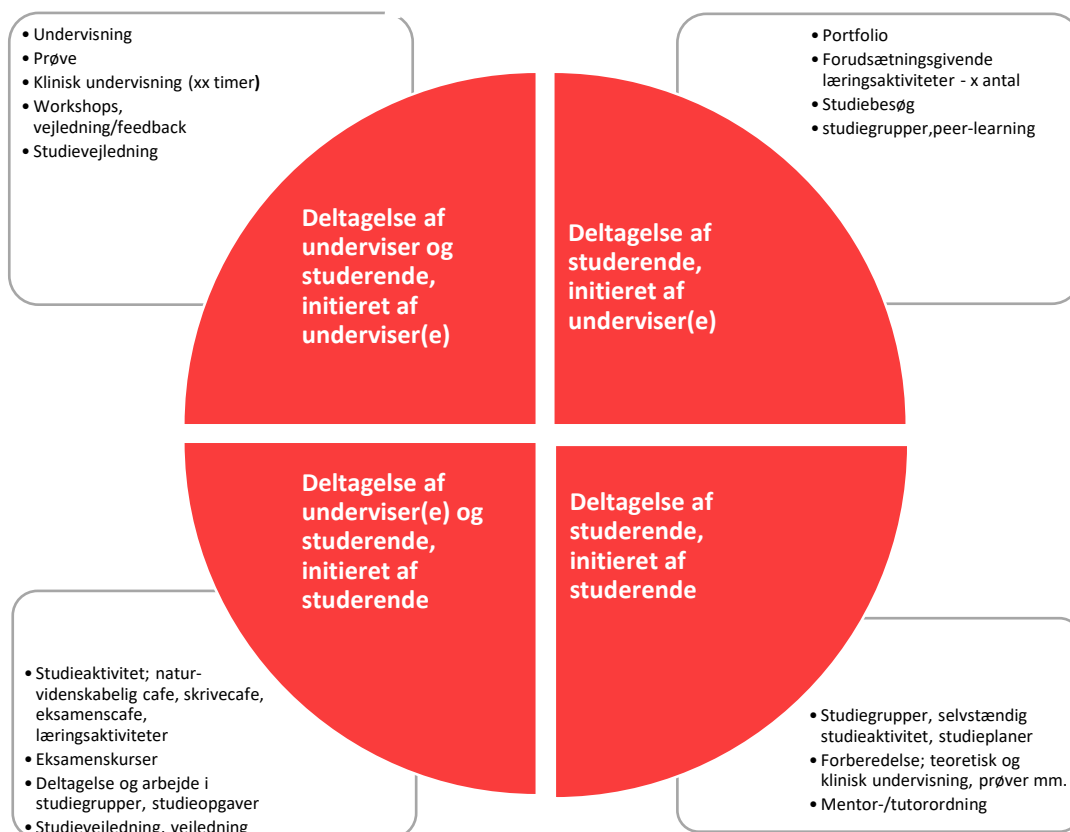 • Undervisning
• Prøve
• Klinisk undervisning (xx timer)
• Workshops,
vejledning/feedback
• Studievejledning
• Portfolio
• Forudsætningsgivende
læringsaktiviteter - x antal
• Studiebesøg
• studiegrupper,peer-learning
Deltagelse af
underviser og
studerende,
initieret af
underviser(e)
Deltagelse af
studerende,
initieret af
underviser(e)
Deltagelse af
underviser(e) og
studerende,
initieret af
studerende
Deltagelse af
studerende,
initieret af
studerende
• Studieaktivitet; natur-
videnskabelig cafe, skrivecafe,
eksamenscafe,
læringsaktiviteter
• Eksamenskurser
• Deltagelse og arbejde i
studiegrupper, studieopgaver
• Studievejledning, vejledning
• Studiegrupper, selvstændig
studieaktivitet, studieplaner
• Forberedelse; teoretisk og
klinisk undervisning, prøver mm.
• Mentor-/tutorordning